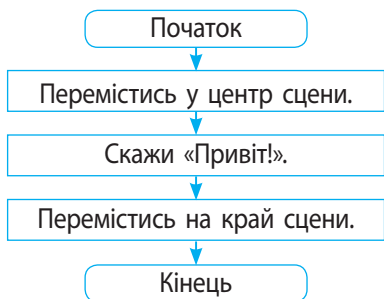 Початок
Перемістись у центр сцени.
Скажи «Привіт!».
Перемістись на край сцени.
Кінець